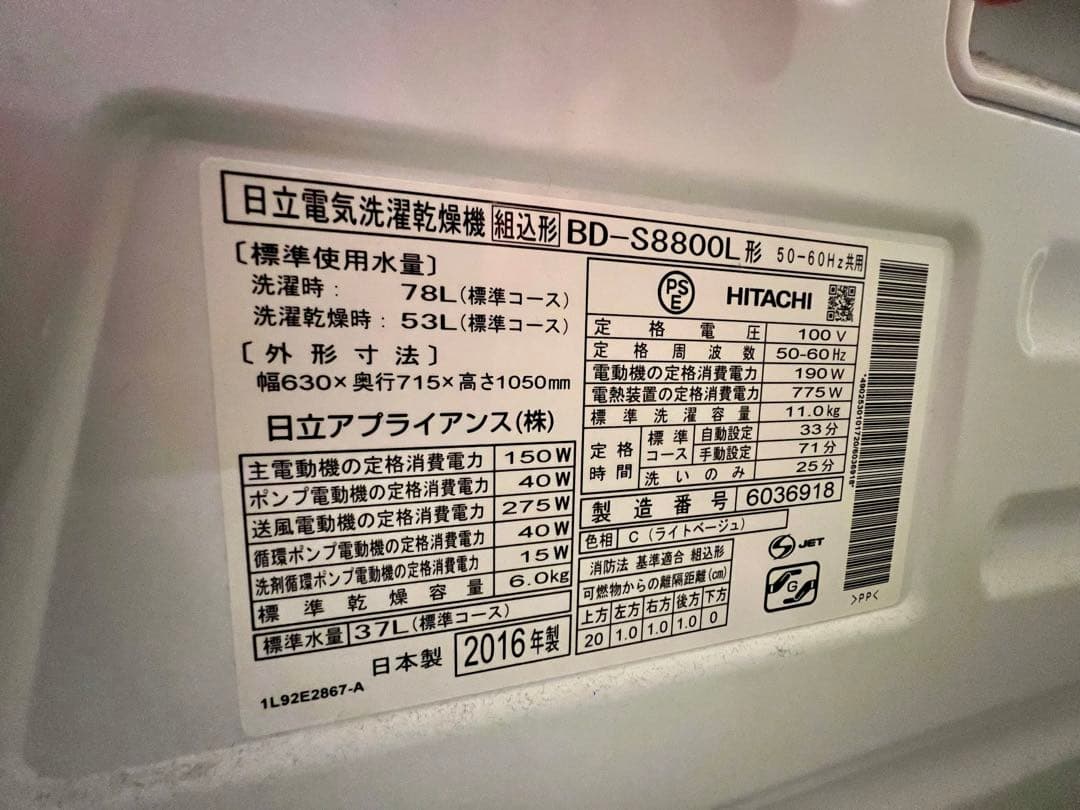 日立電気洗濯乾燥機 組込形 BD-S8800L形 50-60Hz共用
〔標準使用水量〕
洗濯時： 78L(標準コース)
洗濯乾燥時：53L(標準コース)
〔外形寸法〕
幅630×奥行715×高さ1050mm
日立アプライアンス(株)
主電動機の定格消費電力 150W
ポンプ電動機の定格消費電力 40W
送風電動機の定格消費電力 275W
循環ポンプ電動機の定格消費電力 40W
洗剤循環ポンプ電動機の定格消費電力 15W
標準乾燥容量 6.0kg
標準水量 37L(標準コース)
日本製 2016年製
1L92E2867-A
PSE HITACHI
定格電圧 100V
定格周波数 50-60Hz
電動機の定格消費電力 190W
電熱装置の定格消費電力 775W
標準洗濯容量 11.0kg
定格時間 標準コース 自動設定 33分
手動設定 71分
洗いのみ 25分
製造番号 6036918
色相 C(ライトベージュ)
消防法 基準適合 組込形
可燃物からの離隔距離(cm)
上方 左方 右方 後方 下方
20 1.0 1.0 1.0 0
S JET
G
>PP<